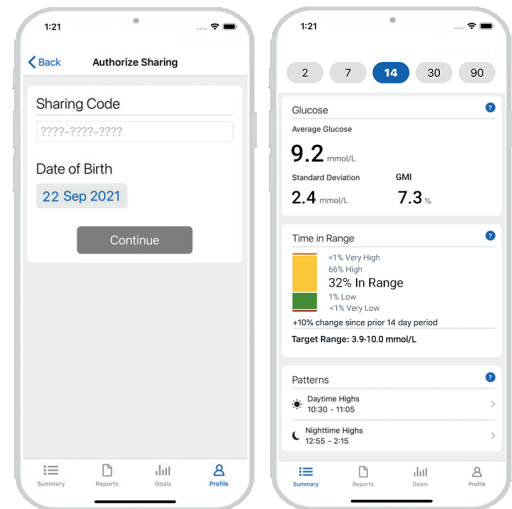 1:21
Back
Authorize Sharing
Sharing Code
????-????-????
Date of Birth
22 Sep 2021
Continue
Summary
Reports
Goals
Profile
1:21
2 7 14 30 90
Glucose
?
Average Glucose
9.2 mmol/L
Standard Deviation GMI
2.4 mmol/L 7.3 %
Time in Range
?
<1% Very High
66% High
32% In Range
1% Low
<1% Very Low
+10% change since prior 14 day period
Target Range: 3.9-10.0 mmol/L
Patterns
?
Daytime Highs
10:30 - 11:05
Nighttime Highs
12:55 - 2:15
Summary
Reports
Goals
Profile